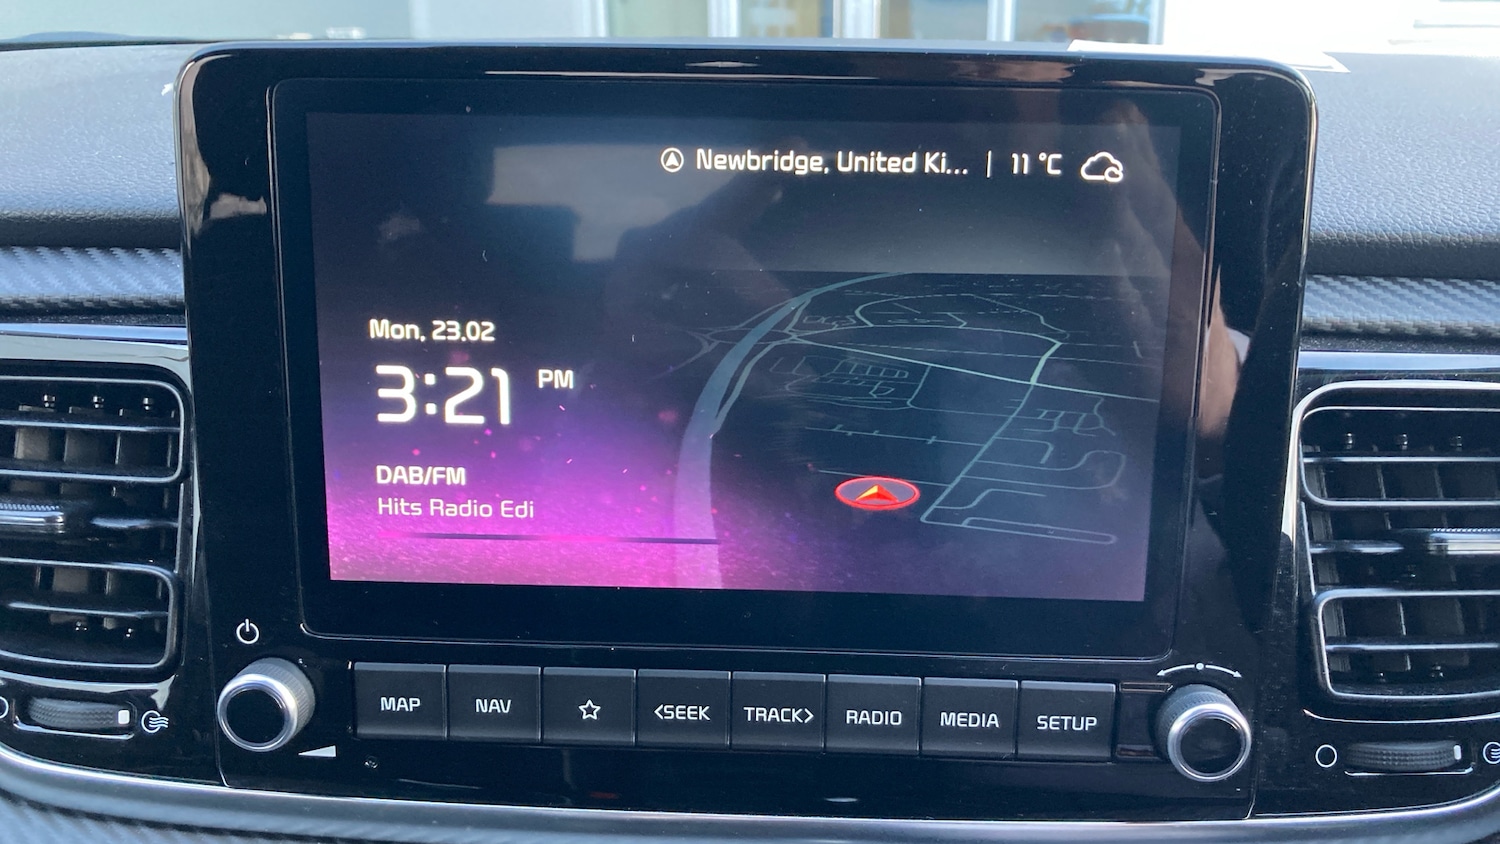 Newbridge, United Ki... | 11 °C
Mon, 23.02
3:21 PM
DAB/FM
Hits Radio Edi
MAP
NAV
<SEEK
TRACK>
RADIO
MEDIA
SETUP